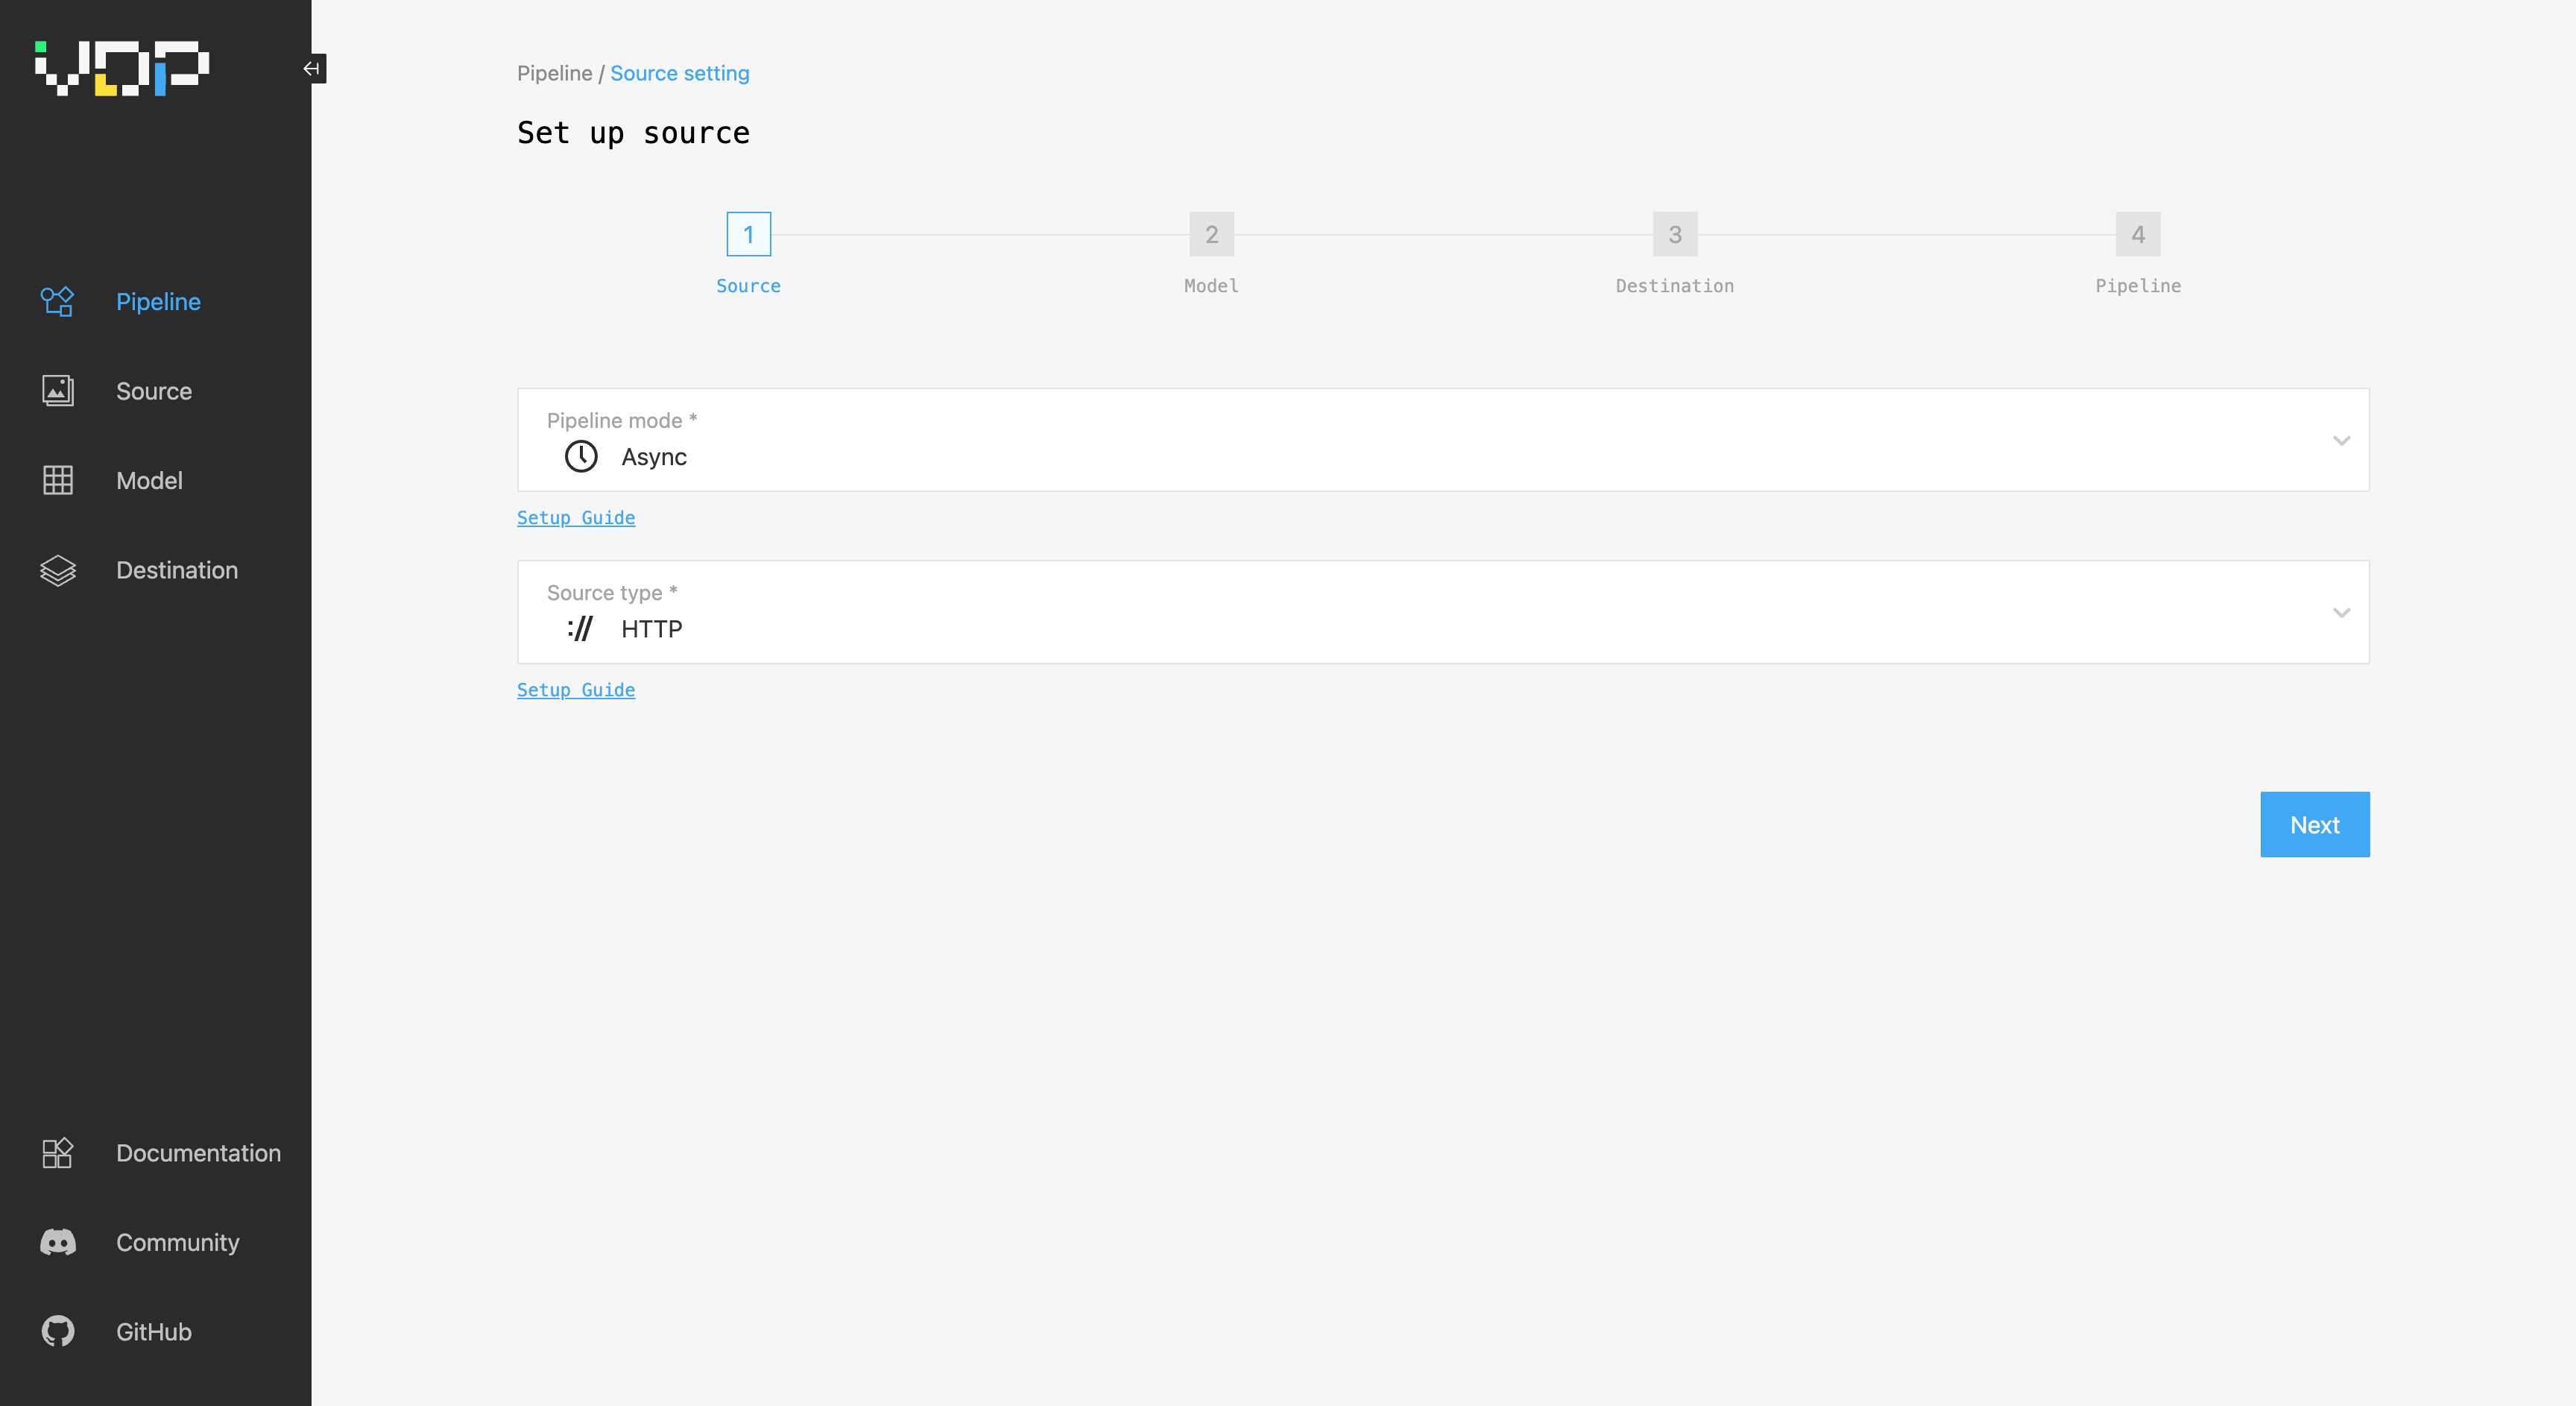 VDP
Pipeline
Source
Model
Destination
Documentation
Community
GitHub
Pipeline / Source setting
Set up source
1
2
3
4
Source
Model
Destination
Pipeline
Pipeline mode *
Async
Setup Guide
Source type *
:// HTTP
Setup Guide
Next